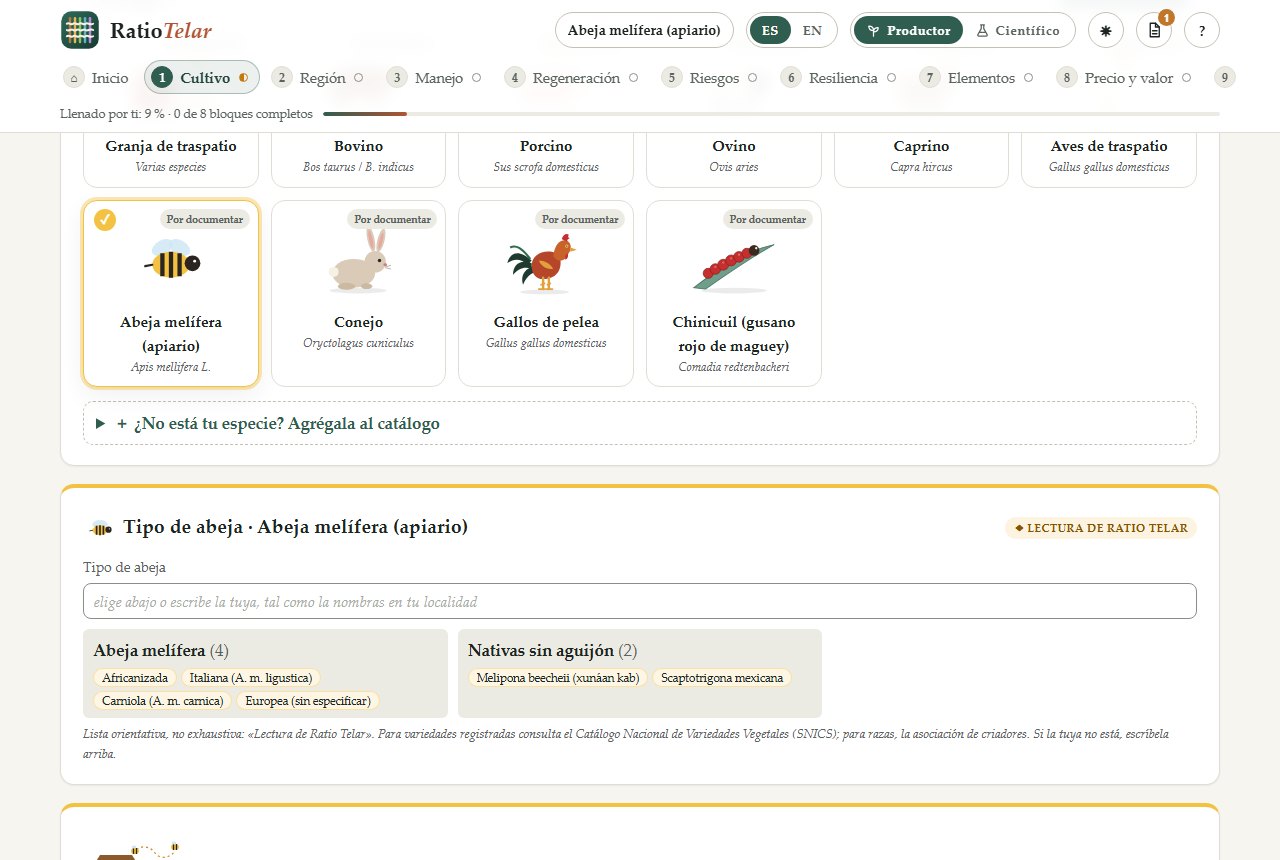 RatioTelar
Abeja melífera (apiario)
ES EN
Productor Científico
1
?
Inicio 1 Cultivo 2 Región 3 Manejo 4 Regeneración 5 Riesgos 6 Resiliencia 7 Elementos 8 Precio y valor 9
Llenado por ti: 9 % · 0 de 8 bloques completos
Granja de traspatio
Varias especies
Bovino
Bos taurus / B. indicus
Porcino
Sus scrofa domesticus
Ovino
Ovis aries
Caprino
Capra hircus
Aves de traspatio
Gallus gallus domesticus
Por documentar
Abeja melífera
(apiario)
Apis mellifera L.
Por documentar
Conejo
Oryctolagus cuniculus
Por documentar
Gallos de pelea
Gallus gallus domesticus
Por documentar
Chinicuil (gusano
rojo de maguey)
Comadia redtenbacheri
+ ¿No está tu especie? Agrégala al catálogo
Tipo de abeja · Abeja melífera (apiario)
LECTURA DE RATIO TELAR
Tipo de abeja
elige abajo o escribe la tuya, tal como la nombras en tu localidad
Abeja melífera (4)
Africanizada Italiana (A. m. ligustica)
Carniola (A. m. carnica) Europea (sin especificar)
Nativas sin aguijón (2)
Melipona beecheii (xunáan kab) Scaptotrigona mexicana
Lista orientativa, no exhaustiva: «Lectura de Ratio Telar». Para variedades registradas consulta el Catálogo Nacional de Variedades Vegetales (SNICS); para razas, la asociación de criadores. Si la tuya no está, escríbela
arriba.